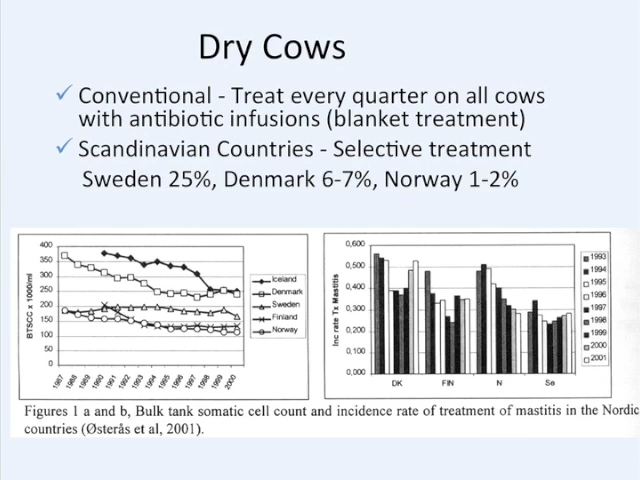 Dry Cows
✓ Conventional - Treat every quarter on all cows
with antibiotic infusions (blanket treatment)
✓ Scandinavian Countries - Selective treatment
Sweden 25%, Denmark 6-7%, Norway 1-2%
BTSCC x 1000/ml
400
350
300
250
200
150
100
50
0
1987
1988
1989
1990
1991
1992
1993
1994
1995
1996
1997
1998
1999
2000
Iceland
Denmark
Sweden
Finland
Norway
Inc rate Tx Mastitis
0,600
0,500
0,400
0,300
0,200
0,100
0,000
DK
FIN
N
Se
1993
1994
1995
1996
1997
1998
1999
2000
2001
Figures 1 a and b, Bulk tank somatic cell count and incidence rate of treatment of mastitis in the Nordic
countries (Østerås et al, 2001).